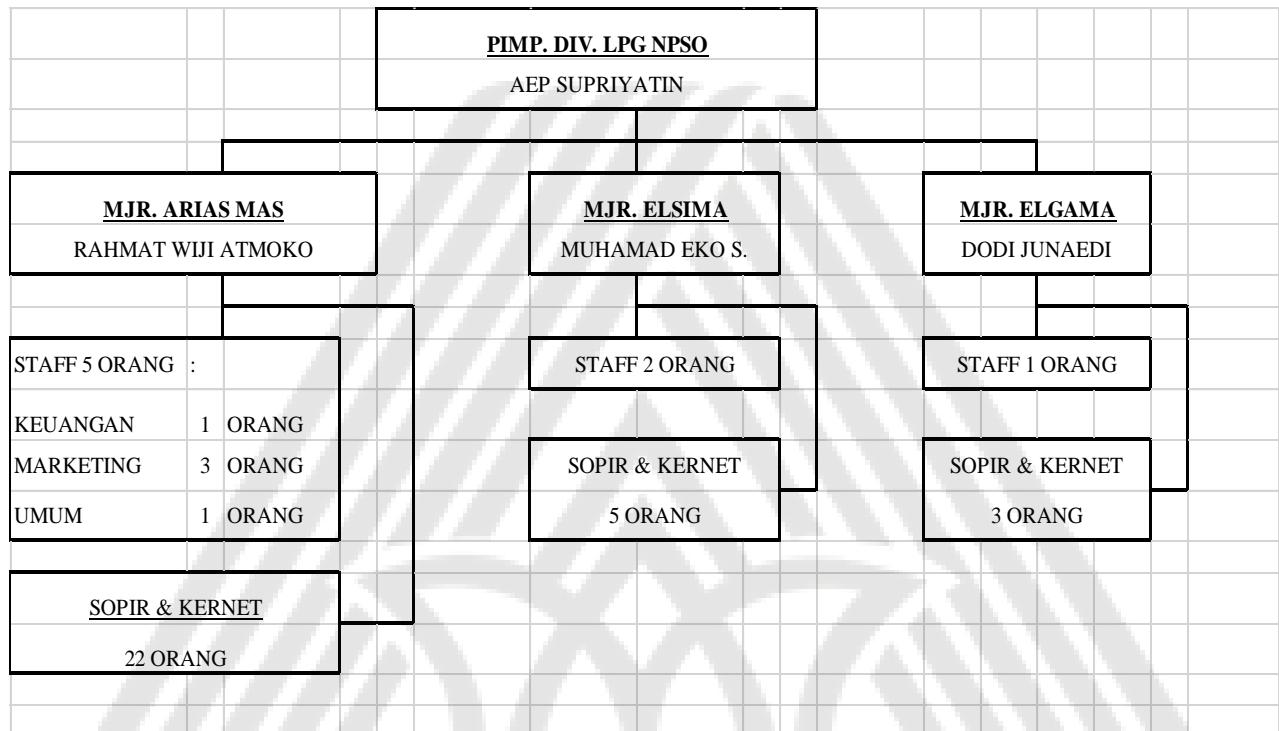 PIMP. DIV. LPG NPSO
AEP SUPRIYATIN
MJR. ARIAS MAS
RAHMAT WIJI ATMOKO
MJR. ELSIMA
MUHAMAD EKO S.
MJR. ELGAMA
DODI JUNAEDI
STAFF 5 ORANG :
KEUANGAN 1 ORANG
MARKETING 3 ORANG
UMUM 1 ORANG
SOPIR & KERNET
22 ORANG
STAFF 2 ORANG
SOPIR & KERNET
5 ORANG
STAFF 1 ORANG
SOPIR & KERNET
3 ORANG